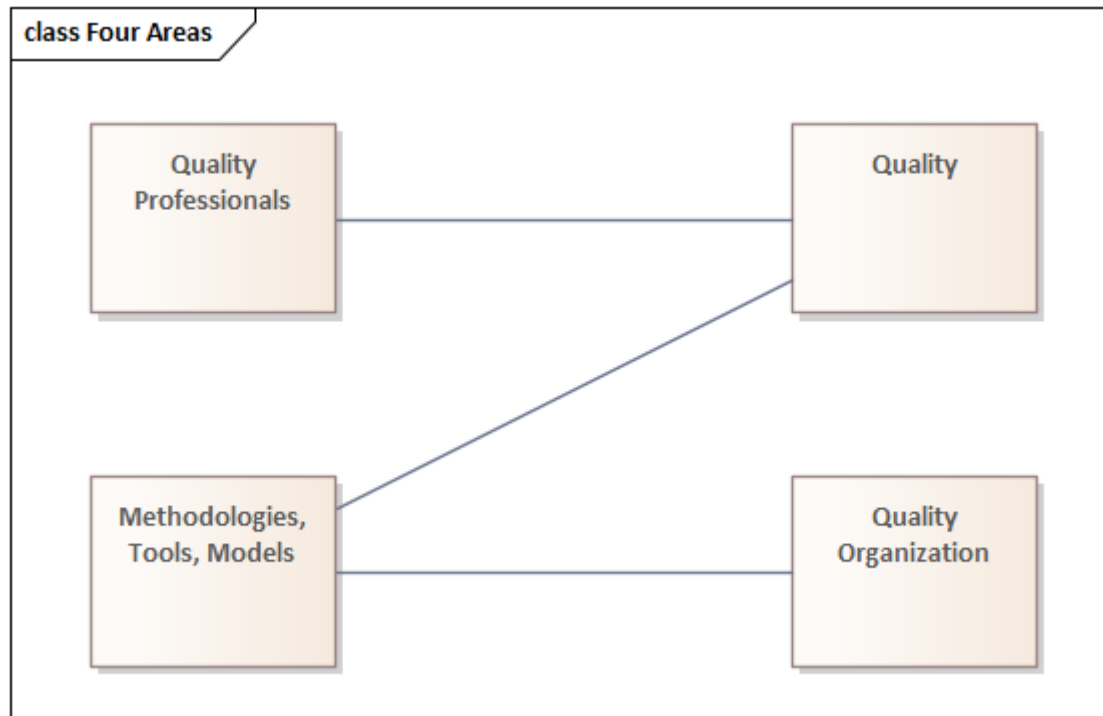 class Four Areas
Quality
Professionals
Quality
Methodologies,
Tools, Models
Quality
Organization